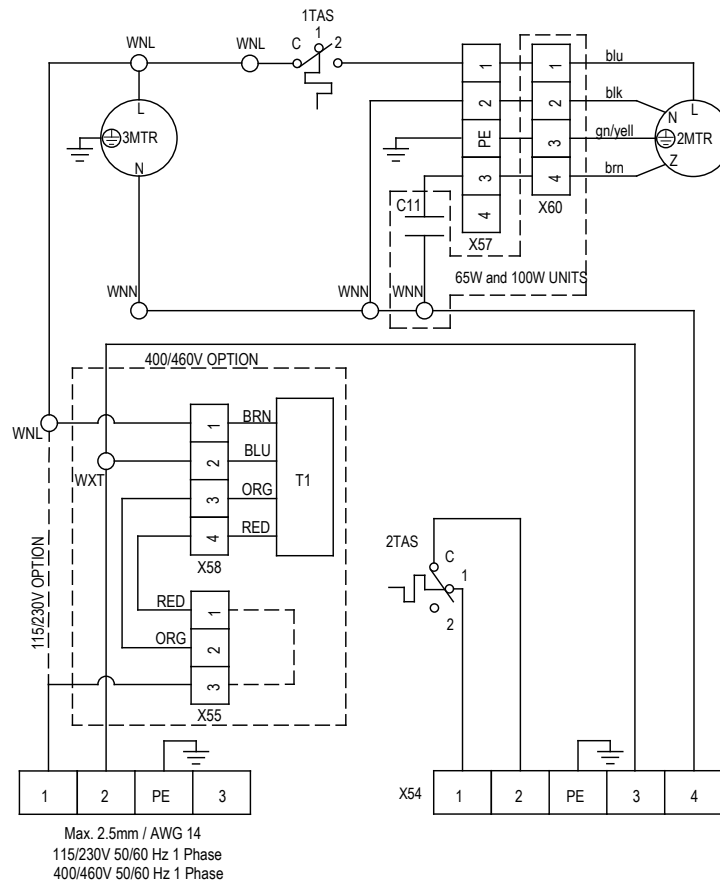 1TAS
WNL
WNL
C
1
2
L
3MTR
N
1
2
PE
3
4
X57
1
2
3
4
X60
blu
blk
gn/yell
brn
L
N
2MTR
Z
C11
65W and 100W UNITS
WNN
WNN
WNN
400/460V OPTION
WNL
WXT
115/230V OPTION
1
2
3
4
X58
BRN
BLU
ORG
RED
T1
RED
ORG
1
2
3
X55
2TAS
C
1
2
1
2
PE
3
X54
1
2
PE
3
4
Max. 2.5mm / AWG 14
115/230V 50/60 Hz 1 Phase
400/460V 50/60 Hz 1 Phase